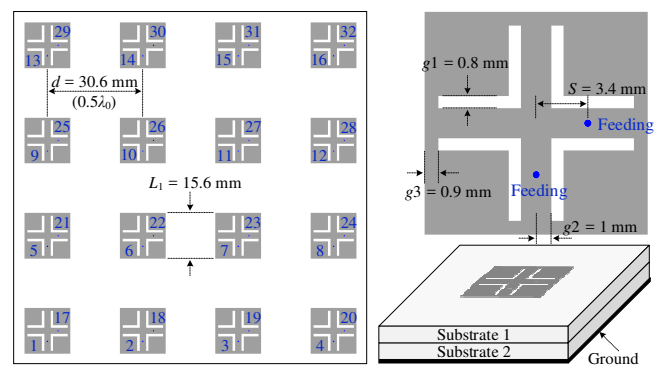 29 30 31 32
13 14 15 16
d = 30.6 mm
(0.5λ0)
25 26 27 28
9 10 11 12
L1 = 15.6 mm
21 22 23 24
5 6 7 8
17 18 19 20
1 2 3 4
g1 = 0.8 mm
S = 3.4 mm
Feeding
g3 = 0.9 mm
Feeding
g2 = 1 mm
Substrate 1
Substrate 2
Ground